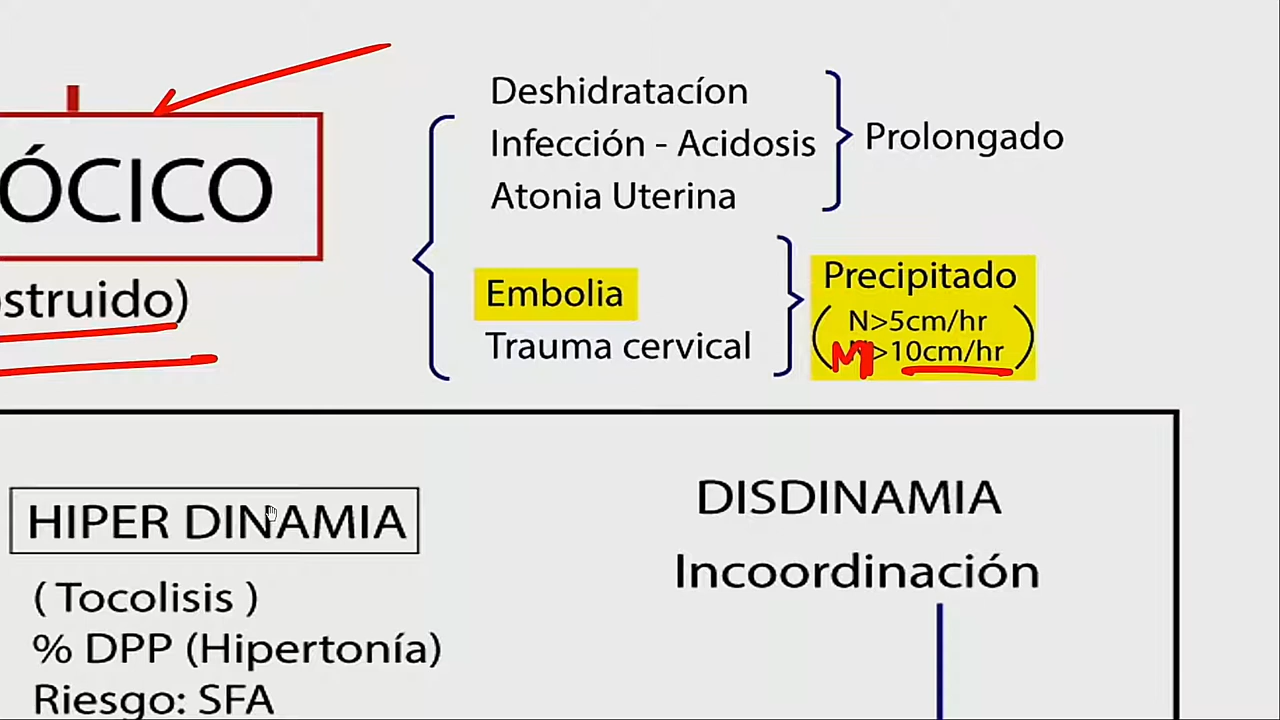 Deshidratacíon
Infección - Acidosis
Atonia Uterina
Prolongado
ÓCICO
struido)
Embolia
Trauma cervical
Precipitado
N>5cm/hr
M>10cm/hr
HIPER DINAMIA
( Tocolisis )
% DPP (Hipertonía)
Riesgo: SFA
DISDINAMIA
Incoordinación